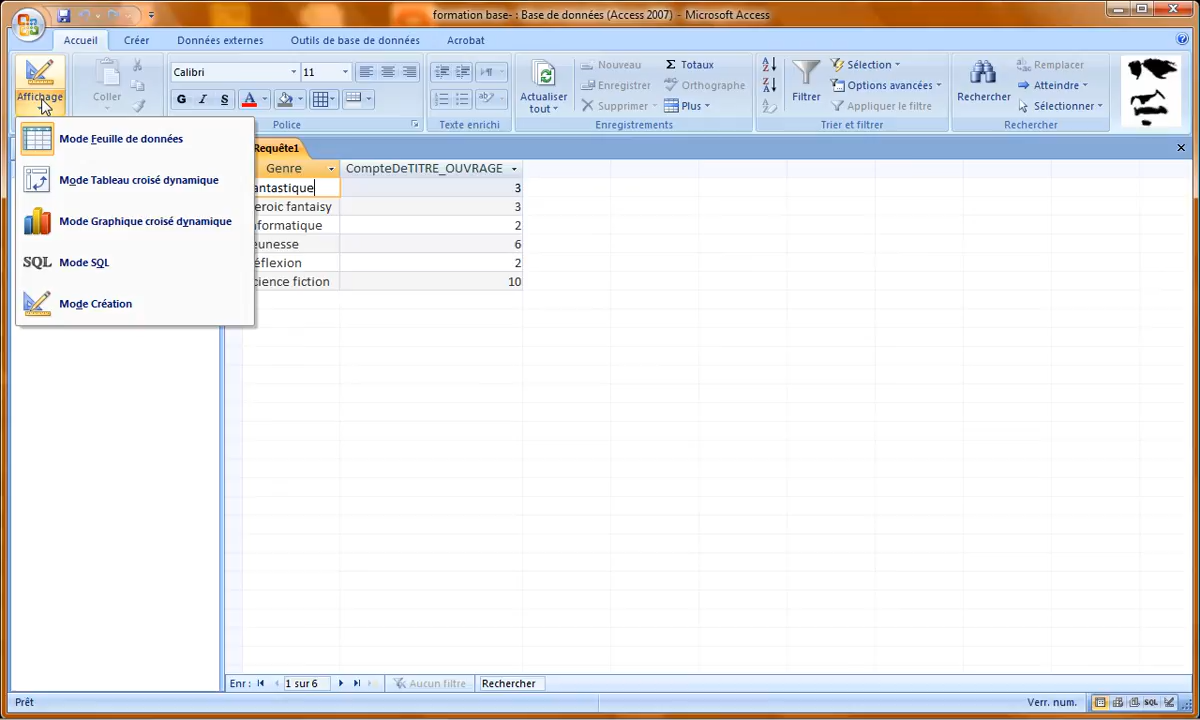 formation base- : Base de données (Access 2007) - Microsoft Access
Accueil Créer Données externes Outils de base de données Acrobat
Affichage
Coller
Calibri 11
G I S A
Police
Texte enrichi
Actualiser tout
Nouveau
Enregistrer
Supprimer
Σ Totaux
Orthographe
Plus
Enregistrements
Filtrer
Sélection
Options avancées
Appliquer le filtre
Trier et filtrer
Rechercher
Remplacer
Atteindre
Sélectionner
Rechercher
Mode Feuille de données
Mode Tableau croisé dynamique
Mode Graphique croisé dynamique
SQL Mode SQL
Mode Création
Requête1
Genre CompteDeTITRE_OUVRAGE
antastique 3
eroic fantaisy 3
nformatique 2
eunesse 6
éflexion 2
cience fiction 10
Enr : 1 sur 6 Aucun filtre Rechercher
Prêt Verr. num. SQL